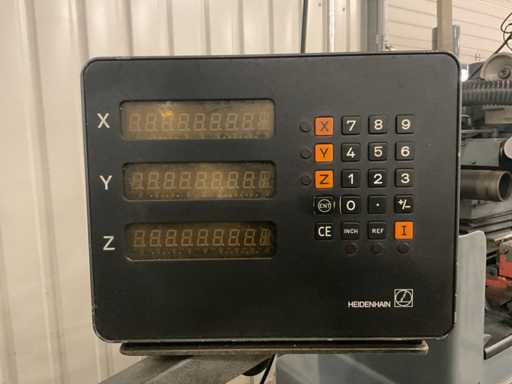 X
Y
Z
X 7 8 9
Y 4 5 6
Z 1 2 3
ENT 0 . +/-
CE INCH REF I
HEIDENHAIN